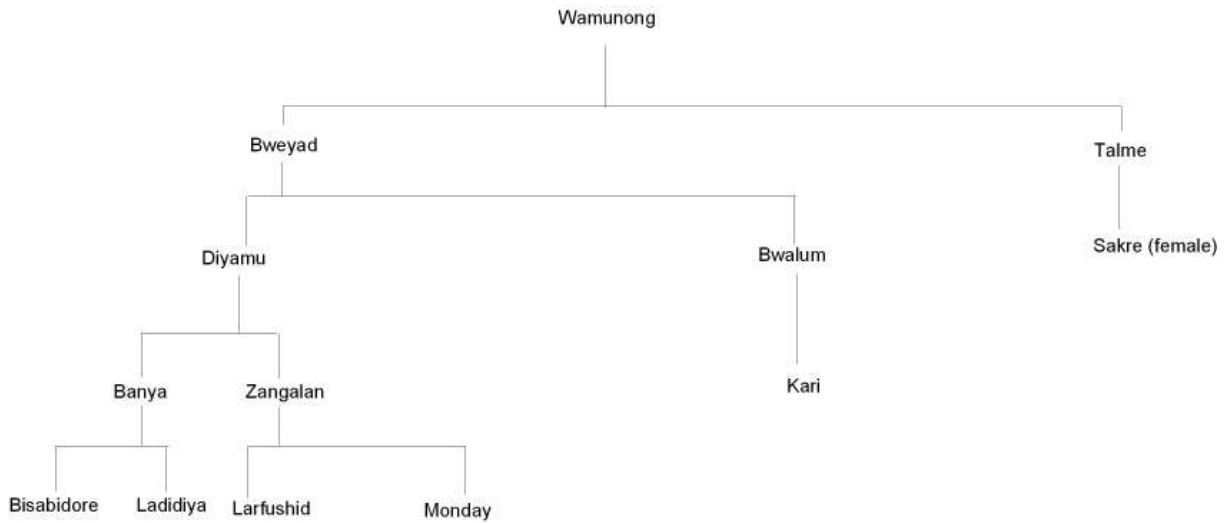 Wamunong
Bweyad
Talme
Diyamu
Bwalum
Sakre (female)
Banya
Zangalan
Kari
Bisabidore
Ladidiya
Larfushid
Monday